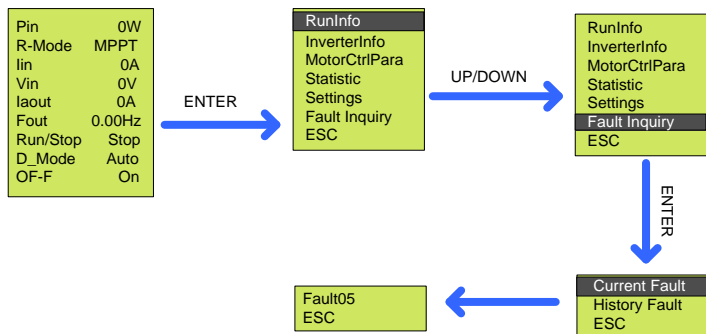 Pin 0W
R-Mode MPPT
Iin 0A
Vin 0V
Iaout 0A
Fout 0.00Hz
Run/Stop Stop
D_Mode Auto
OF-F On
ENTER
RunInfo
InverterInfo
MotorCtrlPara
Statistic
Settings
Fault Inquiry
ESC
UP/DOWN
RunInfo
InverterInfo
MotorCtrlPara
Statistic
Settings
Fault Inquiry
ESC
ENTER
Current Fault
History Fault
ESC
Fault05
ESC